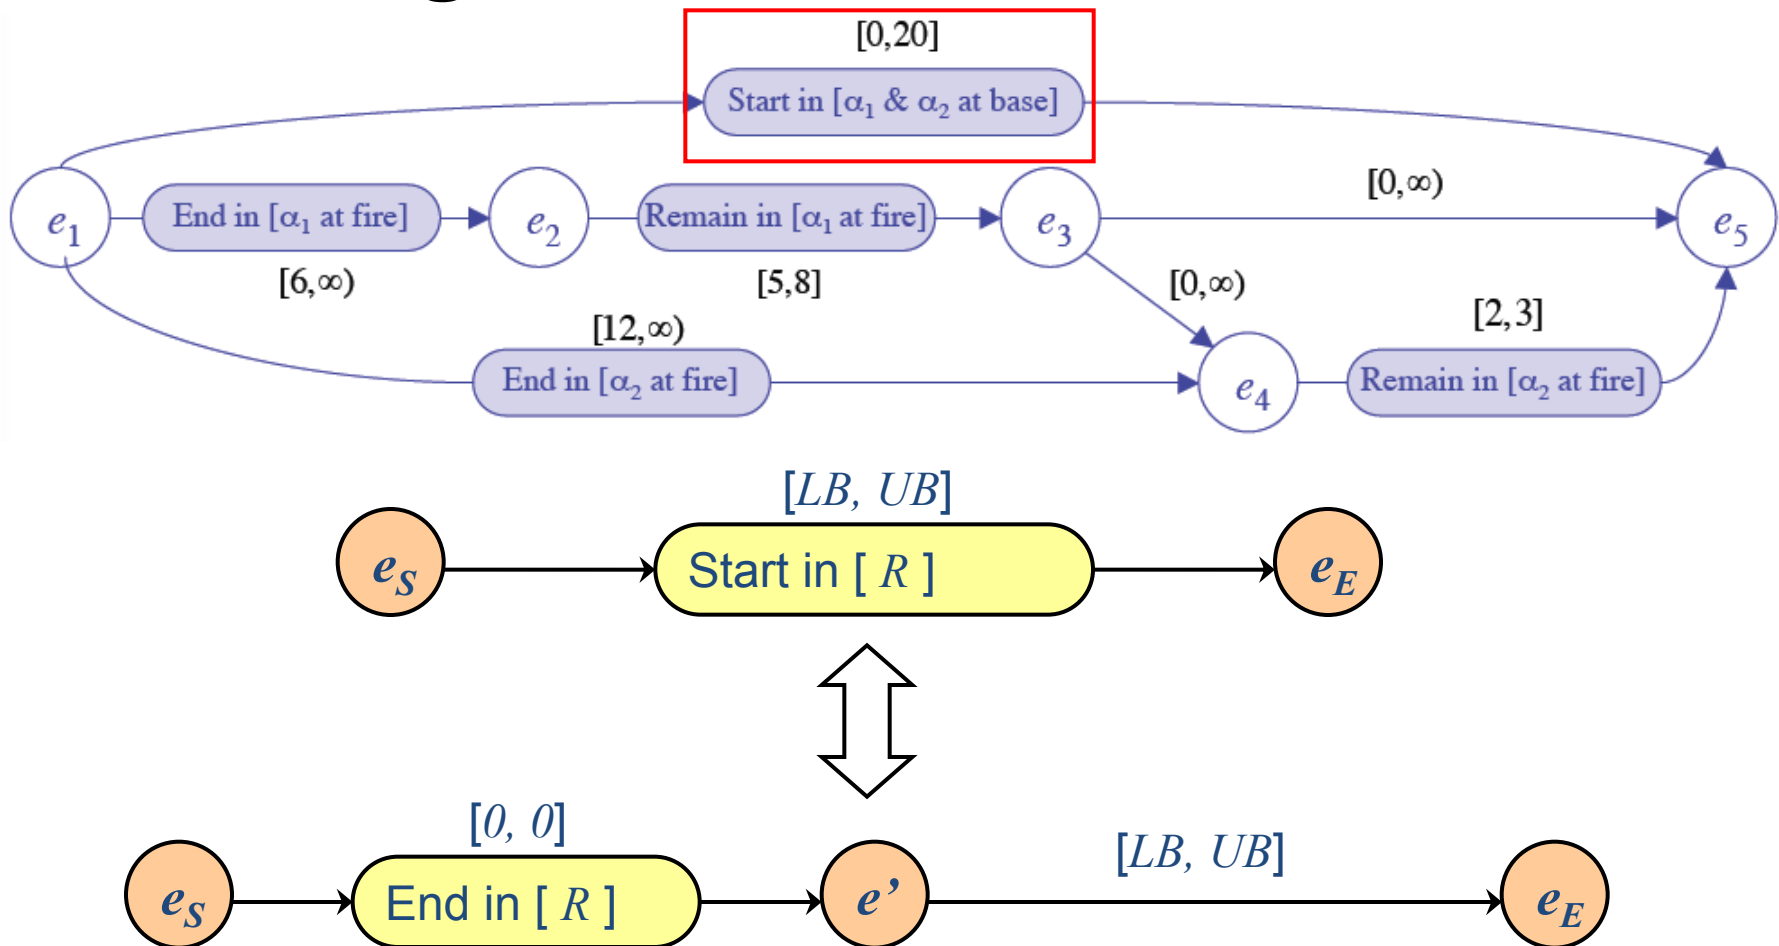 [0,20]
Start in [α1 & α2 at base]
e1
End in [α1 at fire]
e2
Remain in [α1 at fire]
e3
[0,∞)
e5
[6,∞)
[5,8]
[0,∞)
[12,∞)
[2,3]
End in [α2 at fire]
e4
Remain in [α2 at fire]
[LB, UB]
eS
Start in [ R ]
eE
[0, 0]
[LB, UB]
eS
End in [ R ]
e’
eE